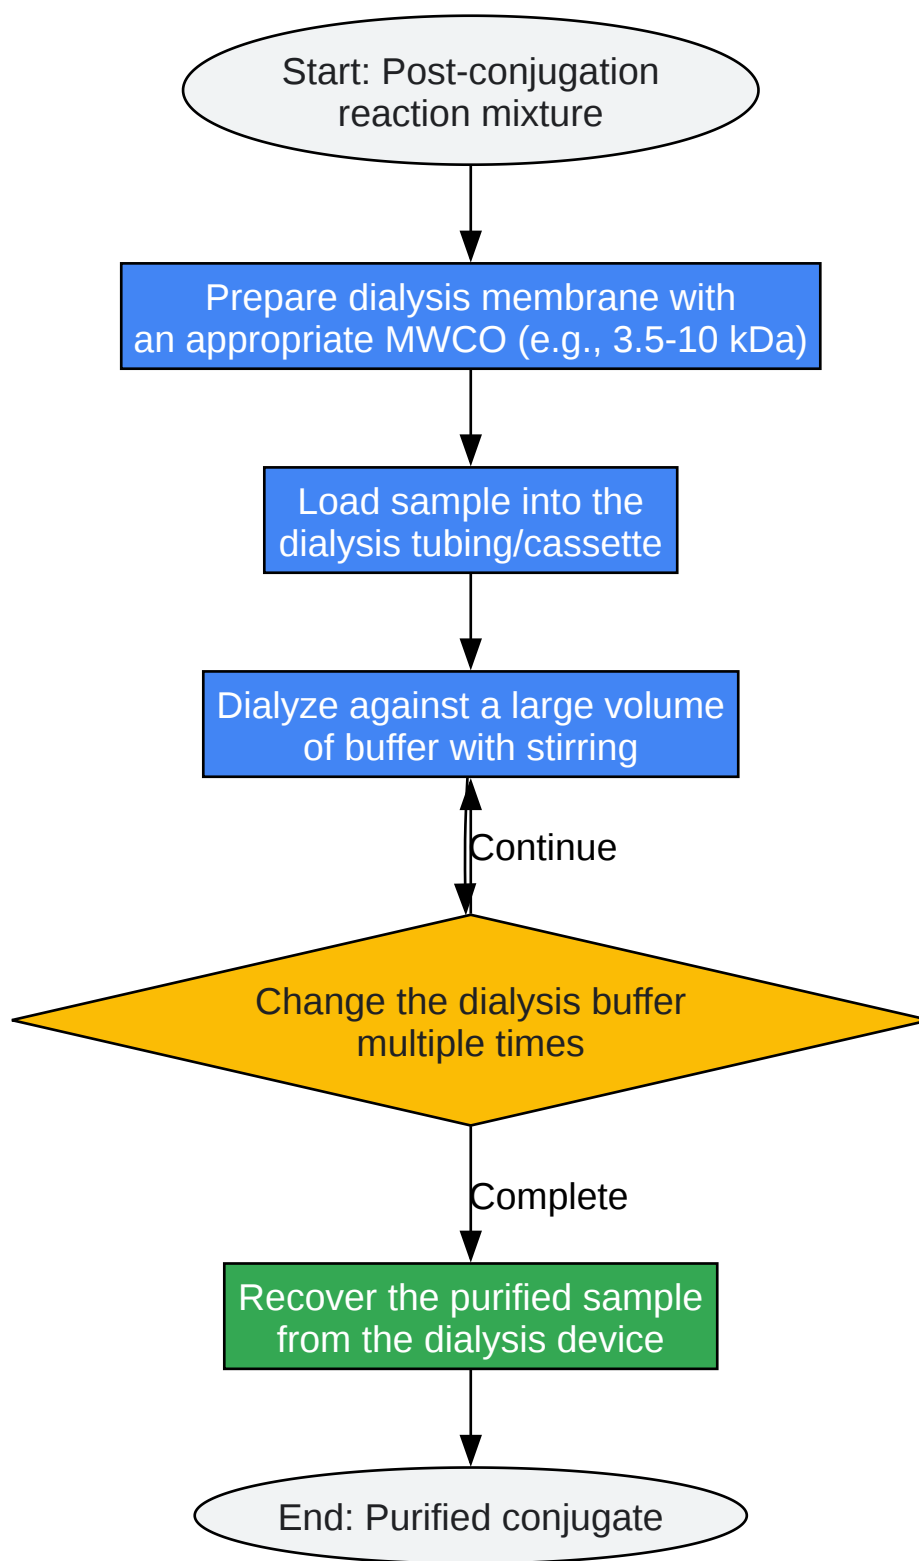 Start: Post-conjugation
reaction mixture
Prepare dialysis membrane with
an appropriate MWCO (e.g., 3.5-10 kDa)
Load sample into the
dialysis tubing/cassette
Dialyze against a large volume
of buffer with stirring
Continue
Change the dialysis buffer
multiple times
Complete
Recover the purified sample
from the dialysis device
End: Purified conjugate